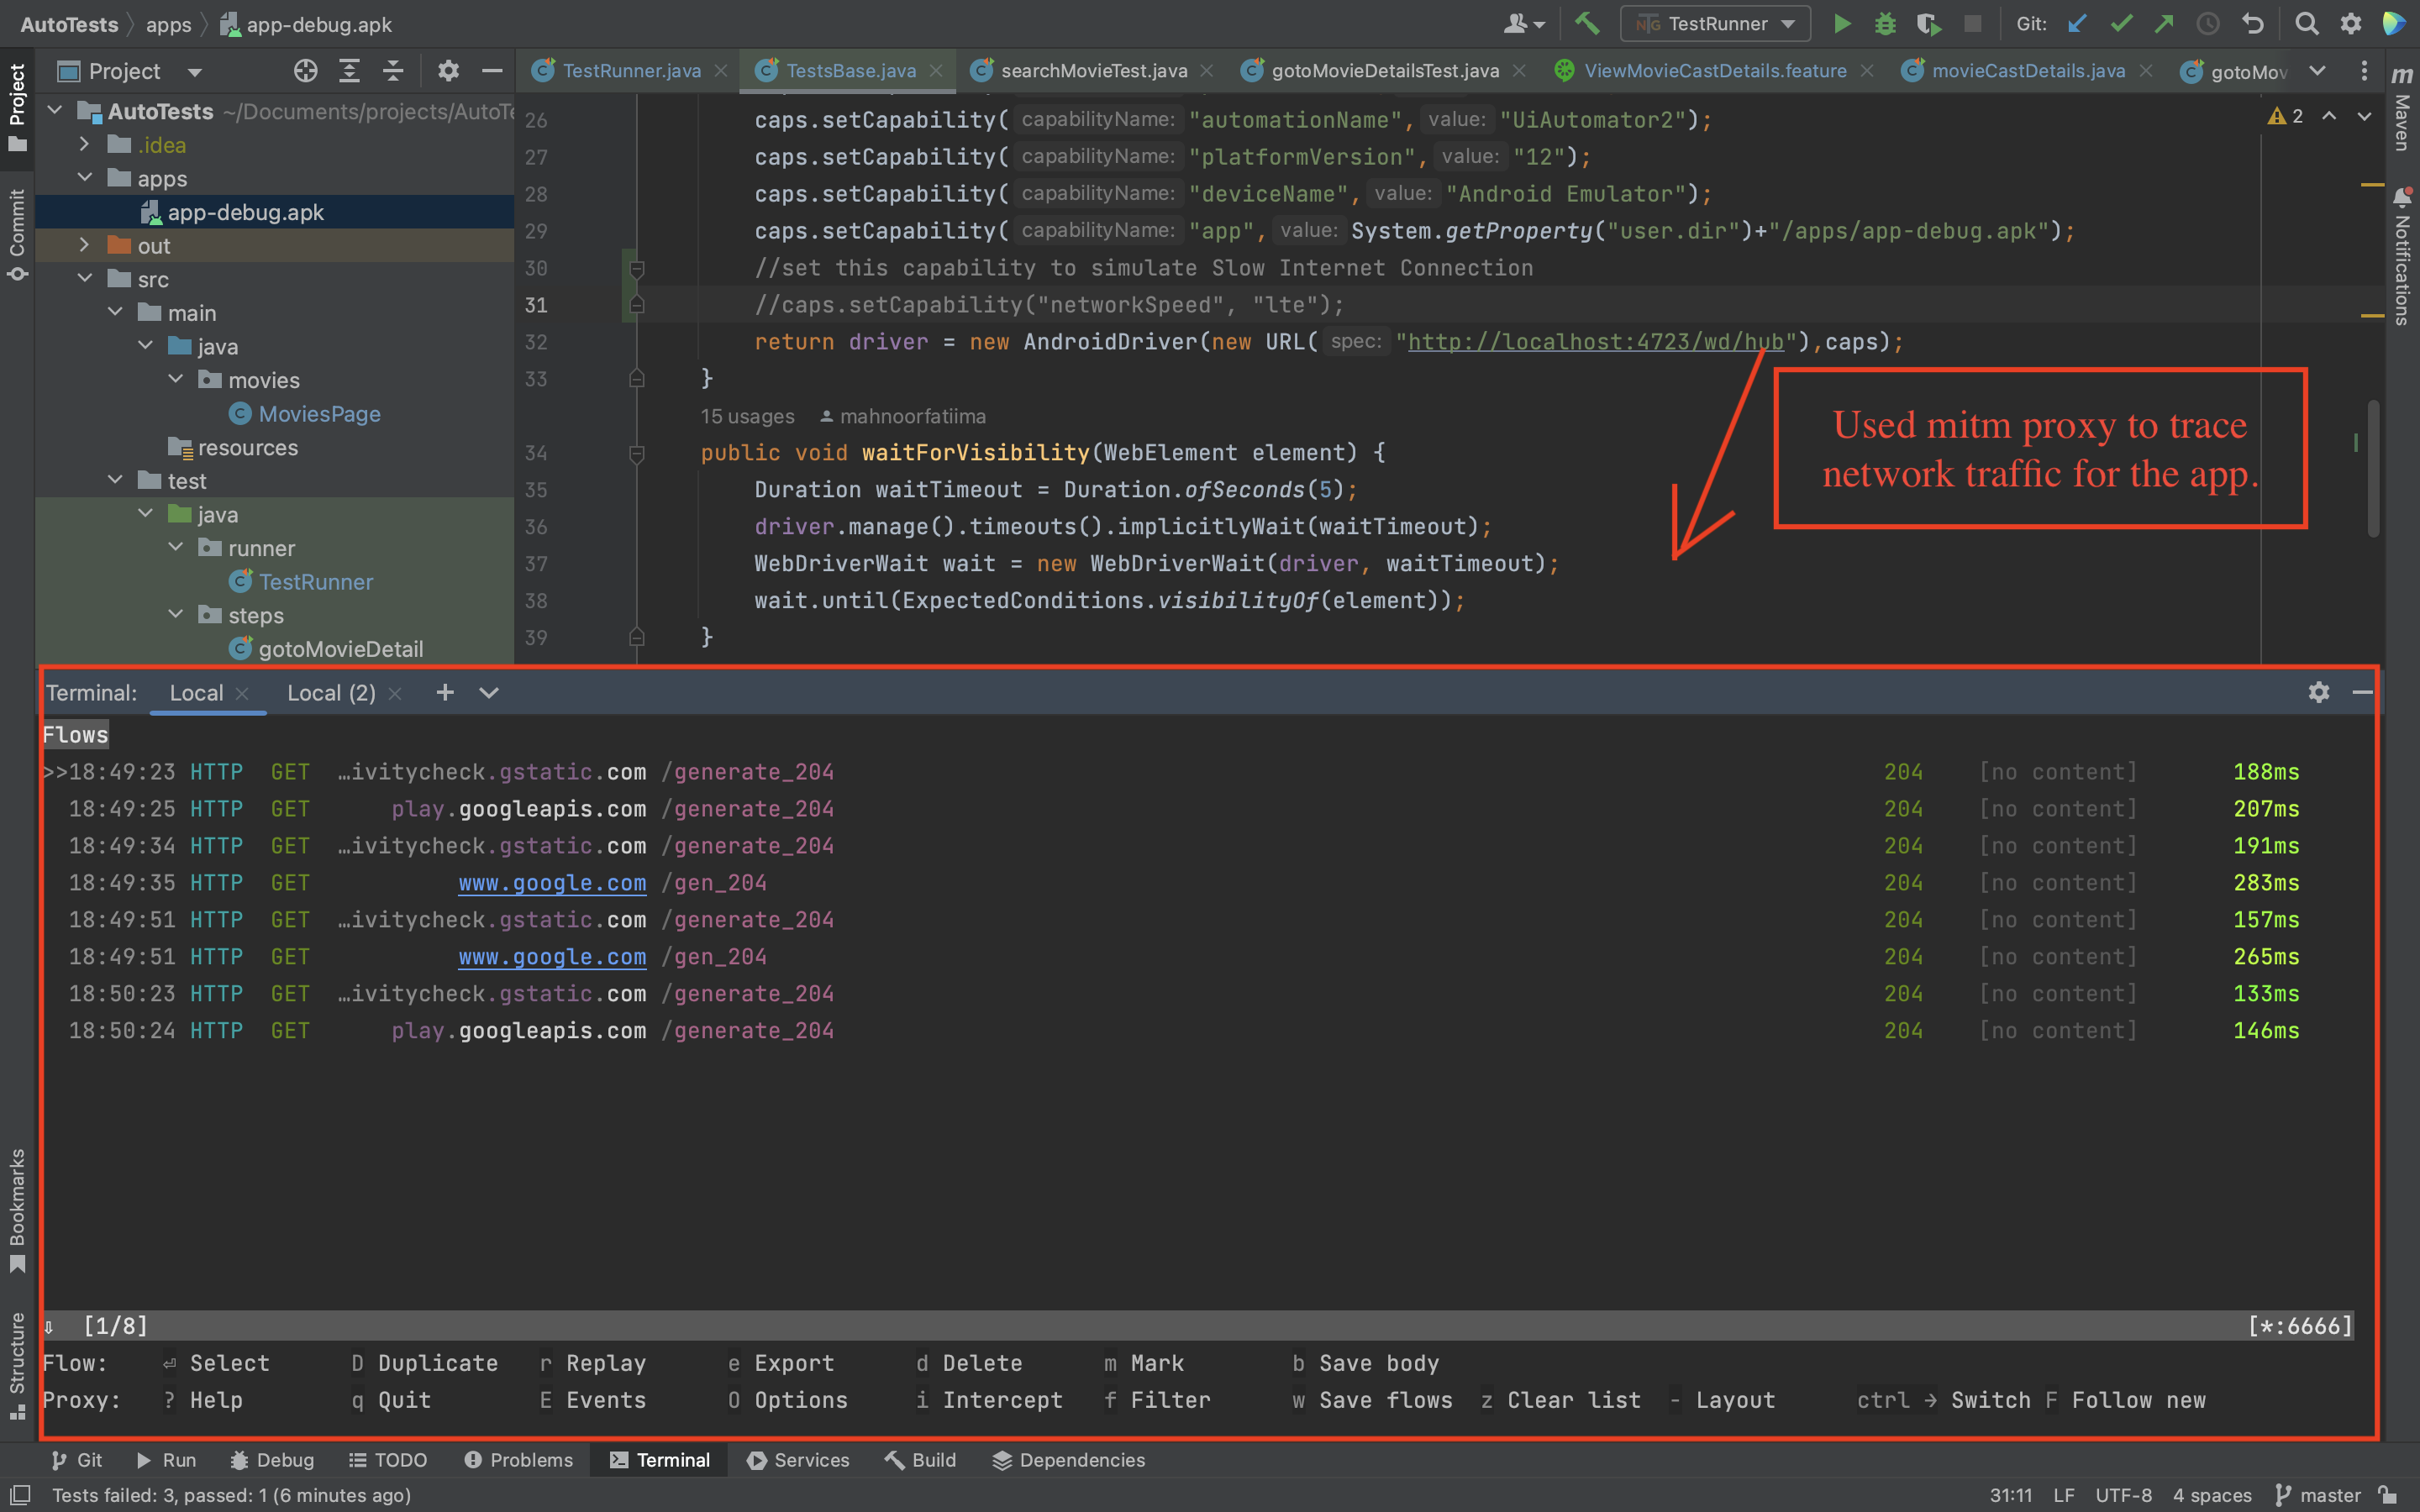 AutoTests
apps
app-debug.apk
TestRunner
Git:
Project
Project
TestRunner.java
TestsBase.java
searchMovieTest.java
gotoMovieDetailsTest.java
ViewMovieCastDetails.feature
movieCastDetails.java
gotoMov
Maven
Commit
Notifications
AutoTests ~/Documents/projects/AutoTe
.idea
apps
app-debug.apk
out
src
main
java
movies
MoviesPage
resources
test
java
runner
TestRunner
steps
gotoMovieDetail
2
26 caps.setCapability( capabilityName: "automationName", value: "UiAutomator2");
27 caps.setCapability( capabilityName: "platformVersion", value: "12");
28 caps.setCapability( capabilityName: "deviceName", value: "Android Emulator");
29 caps.setCapability( capabilityName: "app", value: System.getProperty("user.dir")+"/apps/app-debug.apk");
30 //set this capability to simulate Slow Internet Connection
31 //caps.setCapability("networkSpeed", "lte");
32 return driver = new AndroidDriver(new URL( spec: "http://localhost:4723/wd/hub"),caps);
33 }
15 usages mahnoorfatiima
34 public void waitForVisibility(WebElement element) {
35 Duration waitTimeout = Duration.ofSeconds(5);
36 driver.manage().timeouts().implicitlyWait(waitTimeout);
37 WebDriverWait wait = new WebDriverWait(driver, waitTimeout);
38 wait.until(ExpectedConditions.visibilityOf(element));
39 }
Used mitm proxy to trace
network traffic for the app.
Terminal: Local Local (2)
Flows
>>18:49:23 HTTP GET …ivitycheck.gstatic.com /generate_204 204 [no content] 188ms
18:49:25 HTTP GET play.googleapis.com /generate_204 204 [no content] 207ms
18:49:34 HTTP GET …ivitycheck.gstatic.com /generate_204 204 [no content] 191ms
18:49:35 HTTP GET www.google.com /gen_204 204 [no content] 283ms
18:49:51 HTTP GET …ivitycheck.gstatic.com /generate_204 204 [no content] 157ms
18:49:51 HTTP GET www.google.com /gen_204 204 [no content] 265ms
18:50:23 HTTP GET …ivitycheck.gstatic.com /generate_204 204 [no content] 133ms
18:50:24 HTTP GET play.googleapis.com /generate_204 204 [no content] 146ms
⇩ [1/8] [*:6666]
Flow: ⏎ Select D Duplicate r Replay e Export d Delete m Mark b Save body
Proxy: ? Help q Quit E Events O Options i Intercept f Filter w Save flows z Clear list - Layout ctrl → Switch F Follow new
Bookmarks
Structure
Git Run Debug TODO Problems Terminal Services Build Dependencies
Tests failed: 3, passed: 1 (6 minutes ago) 31:11 LF UTF-8 4 spaces master